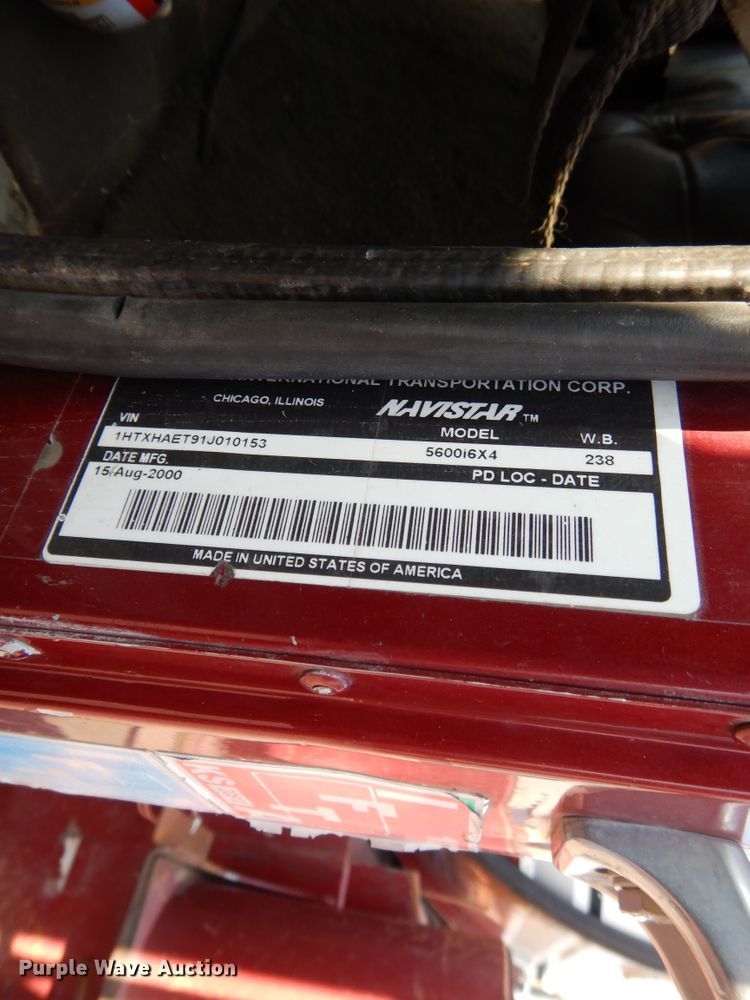 INTERNATIONAL TRANSPORTATION CORP.
CHICAGO, ILLINOIS NAVISTAR TM
VIN MODEL W.B.
1HTXHAET91J010153 5600i6X4 238
DATE MFG. PD LOC - DATE
15/Aug-2000
MADE IN UNITED STATES OF AMERICA
Purple Wave Auction